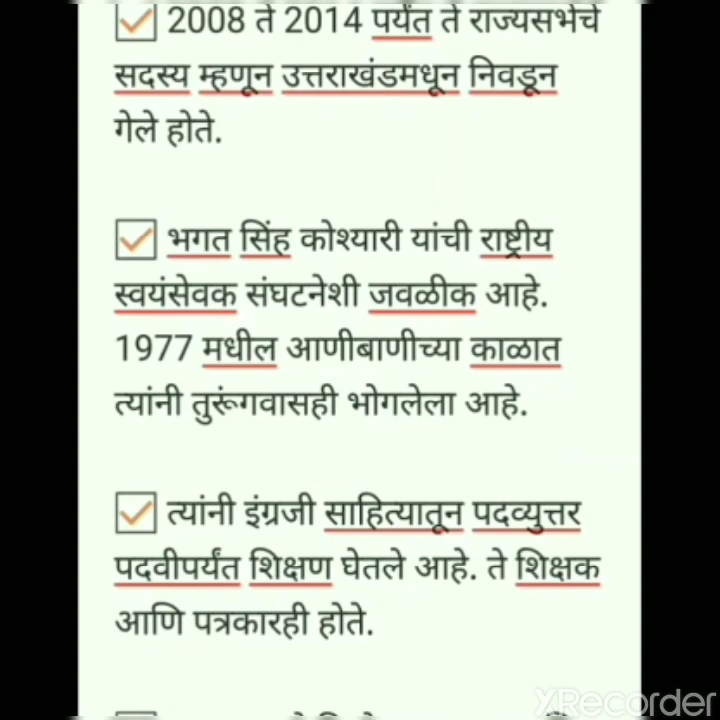 ☑ 2008 ते 2014 पर्यंत ते राज्यसभेचे
सदस्य म्हणून उत्तराखंडमधून निवडून
गेले होते.
☑ भगत सिंह कोश्यारी यांची राष्ट्रीय
स्वयंसेवक संघटनेशी जवळीक आहे.
1977 मधील आणीबाणीच्या काळात
त्यांनी तुरूंगवासही भोगलेला आहे.
☑ त्यांनी इंग्रजी साहित्यातून पदव्युत्तर
पदवीपर्यंत शिक्षण घेतले आहे. ते शिक्षक
आणि पत्रकारही होते.
XRecorder